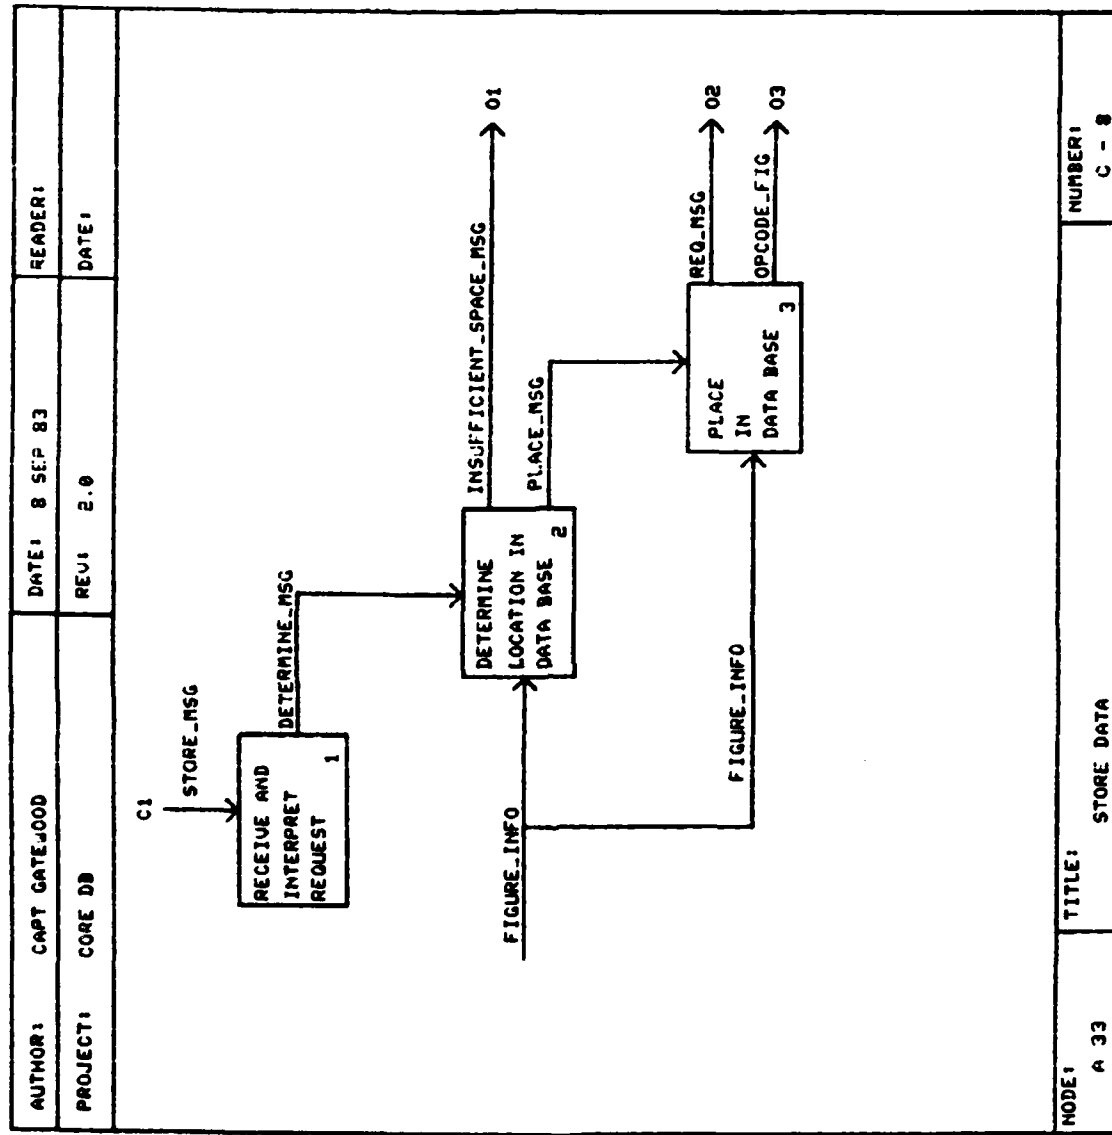 AUTHOR: CAPT GATEWOOD
DATE: 8 SEP 83
READER:
PROJECT: CORE DB
REV: 2.0
DATE:
C1
STORE_MSG
RECEIVE AND
INTERPRET
REQUEST
1
DETERMINE_MSG
FIGURE_INFO
DETERMINE
LOCATION IN
DATA BASE
2
INSUFFICIENT_SPACE_MSG
O1
PLACE_MSG
FIGURE_INFO
PLACE
IN
DATA BASE
3
REQ_MSG
O2
OPCODE_FIG
O3
NODE:
A 33
TITLE:
STORE DATA
NUMBER:
C - 8